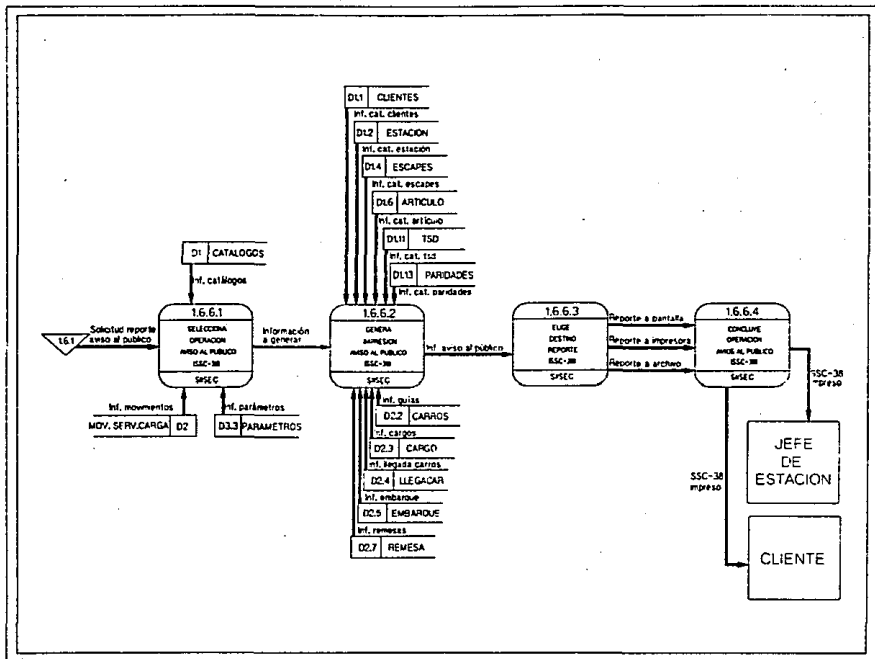 D1.1 CLIENTES
Inf. cat. clientes
D1.2 ESTACION
Inf. cat. estación
D1.4 ESCAPES
Inf. cat. escapes
D1.6 ARTICULO
Inf. cat. artículo
D1.11 TSD
Inf. cat. tsd
D1.13 PARIDADES
Inf. cat. paridades
D1 CATALOGOS
Inf. catálogos
1.6.1
Solicitud reporte
aviso al publico
1.6.6.1
SELECCIONA
OPERACION
AVISO AL PUBLICO
(SSC-38)
SIISEC
Información
a generar
1.6.6.2
GENERA
IMPRESION
AVISO AL PUBLICO
(SSC-38)
SIISEC
Inf. aviso al público
1.6.6.3
ELIGE
DESTINO
REPORTE
(SSC-38)
SIISEC
Reporte a pantalla
Reporte a impresora
Reporte a archivo
1.6.6.4
CONCLUYE
OPERACION
AVISO AL PUBLICO
(SSC-38)
SIISEC
Inf. movimientos
MOV. SERV.CARGA D2
Inf. parámetros
D3.3 PARAMETROS
Inf. guías
D2.2 CARROS
Inf. cargos
D2.3 CARGO
Inf. llegada carros
D2.4 LLEGACAR
Inf. embarque
D2.5 EMBARQUE
Inf. remesas
D2.7 REMESA
SSC-38
impreso
JEFE
DE
ESTACION
SSC-38
impreso
CLIENTE